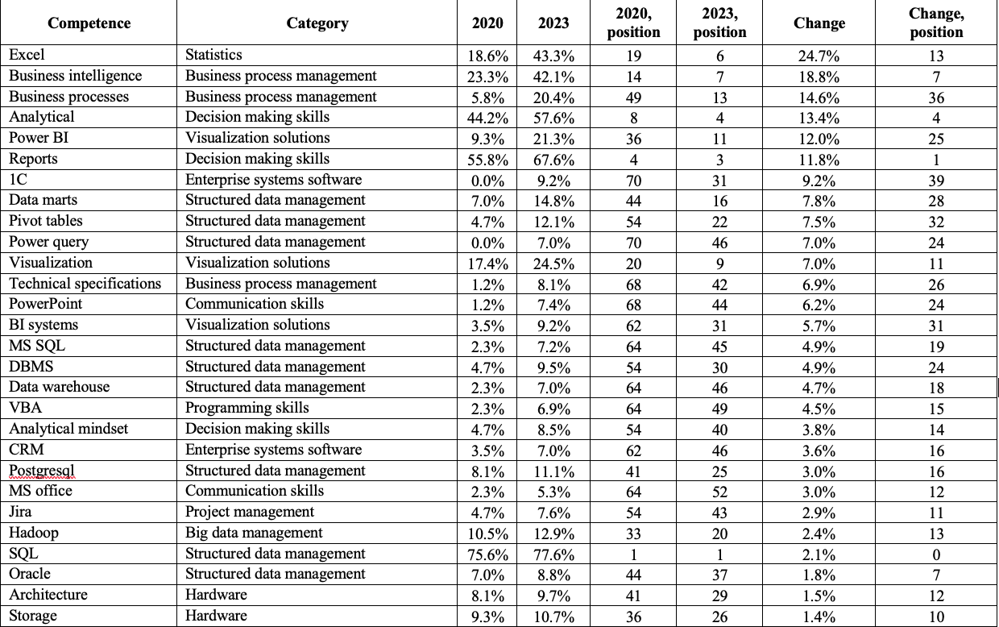 Competence Category 2020 2023 2020, position 2023, position Change Change, position
Excel Statistics 18.6% 43.3% 19 6 24.7% 13
Business intelligence Business process management 23.3% 42.1% 14 7 18.8% 7
Business processes Business process management 5.8% 20.4% 49 13 14.6% 36
Analytical Decision making skills 44.2% 57.6% 8 4 13.4% 4
Power BI Visualization solutions 9.3% 21.3% 36 11 12.0% 25
Reports Decision making skills 55.8% 67.6% 4 3 11.8% 1
1C Enterprise systems software 0.0% 9.2% 70 31 9.2% 39
Data marts Structured data management 7.0% 14.8% 44 16 7.8% 28
Pivot tables Structured data management 4.7% 12.1% 54 22 7.5% 32
Power query Structured data management 0.0% 7.0% 70 46 7.0% 24
Visualization Visualization solutions 17.4% 24.5% 20 9 7.0% 11
Technical specifications Business process management 1.2% 8.1% 68 42 6.9% 26
PowerPoint Communication skills 1.2% 7.4% 68 44 6.2% 24
BI systems Visualization solutions 3.5% 9.2% 62 31 5.7% 31
MS SQL Structured data management 2.3% 7.2% 64 45 4.9% 19
DBMS Structured data management 4.7% 9.5% 54 30 4.9% 24
Data warehouse Structured data management 2.3% 7.0% 64 46 4.7% 18
VBA Programming skills 2.3% 6.9% 64 49 4.5% 15
Analytical mindset Decision making skills 4.7% 8.5% 54 40 3.8% 14
CRM Enterprise systems software 3.5% 7.0% 62 46 3.6% 16
Postgresql Structured data management 8.1% 11.1% 41 25 3.0% 16
MS office Communication skills 2.3% 5.3% 64 52 3.0% 12
Jira Project management 4.7% 7.6% 54 43 2.9% 11
Hadoop Big data management 10.5% 12.9% 33 20 2.4% 13
SQL Structured data management 75.6% 77.6% 1 1 2.1% 0
Oracle Structured data management 7.0% 8.8% 44 37 1.8% 7
Architecture Hardware 8.1% 9.7% 41 29 1.5% 12
Storage Hardware 9.3% 10.7% 36 26 1.4% 10